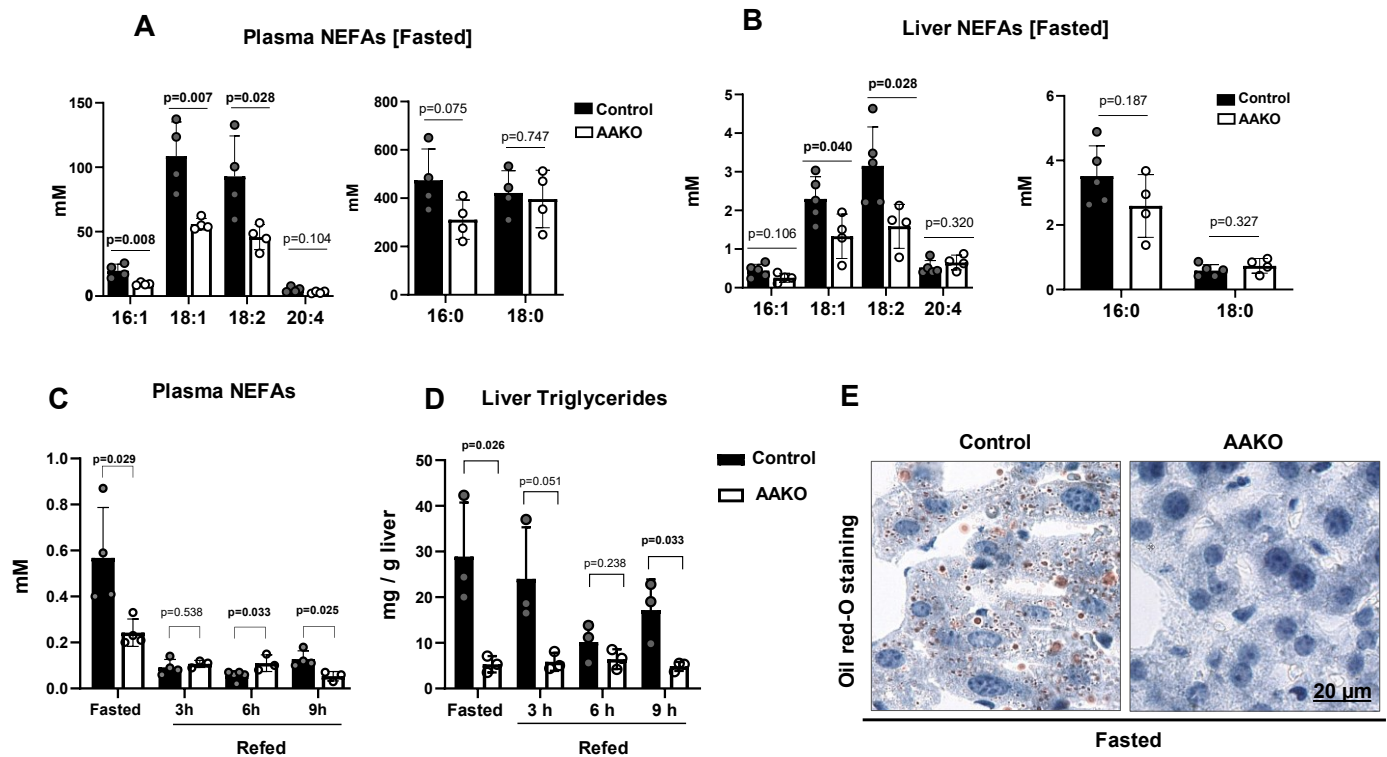 A
Plasma NEFAs [Fasted]
mM
150
100
50
0
p=0.008
p=0.007
p=0.028
p=0.104
16:1
18:1
18:2
20:4
mM
800
600
400
200
0
p=0.075
p=0.747
16:0
18:0
Control
AAKO
B
Liver NEFAs [Fasted]
mM
5
4
3
2
1
0
p=0.106
p=0.040
p=0.028
p=0.320
16:1
18:1
18:2
20:4
mM
6
4
2
0
p=0.187
p=0.327
16:0
18:0
Control
AAKO
C
Plasma NEFAs
mM
1.0
0.8
0.6
0.4
0.2
0.0
p=0.029
p=0.538
p=0.033
p=0.025
Fasted
3h
6h
9h
Refed
D
Liver Triglycerides
mg / g liver
50
40
30
20
10
0
p=0.026
p=0.051
p=0.238
p=0.033
Fasted
3 h
6 h
9 h
Refed
Control
AAKO
E
Control
AAKO
Oil red-O staining
20 µm
Fasted